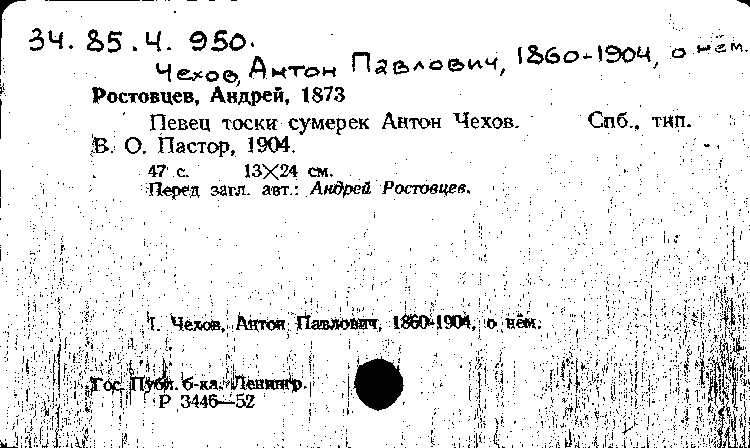 34.85.4.950.
Чехов, Антон Павлович, 1860-1904, о нём.
Ростовцев, Андрей, 1873
Певец тоски сумерек Антон Чехов. Спб., тип.
В. О. Пастор, 1904.
47 с. 13×24 см.
Перед загл. авт.: Андрей Ростовцев.
I. Чехов, Антон Павлович, 1860-1904, о нём.
Гос. Публ. б-ка. Ленингр.
Р 3446—52